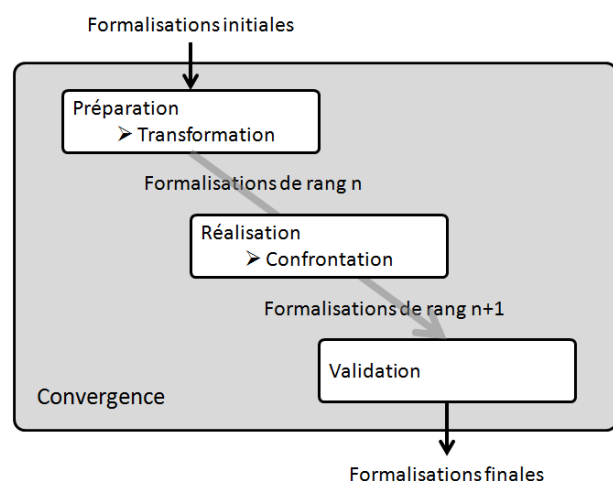 Formalisations initiales
Préparation
➢ Transformation
Formalisations de rang n
Réalisation
➢ Confrontation
Formalisations de rang n+1
Validation
Convergence
Formalisations finales